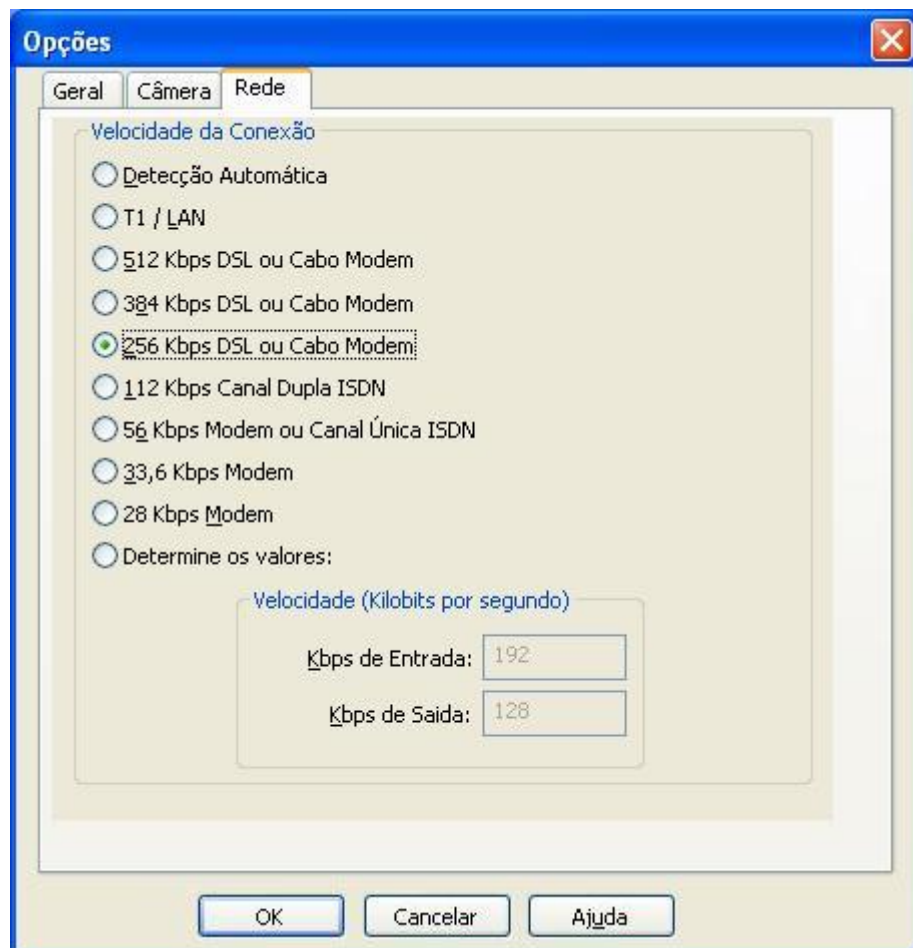 Opções
Geral Câmera Rede
Velocidade da Conexão
Detecção Automática
T1 / LAN
512 Kbps DSL ou Cabo Modem
384 Kbps DSL ou Cabo Modem
256 Kbps DSL ou Cabo Modem
112 Kbps Canal Dupla ISDN
56 Kbps Modem ou Canal Única ISDN
33,6 Kbps Modem
28 Kbps Modem
Determine os valores:
Velocidade (Kilobits por segundo)
Kbps de Entrada: 192
Kbps de Saida: 128
OK Cancelar Ajuda